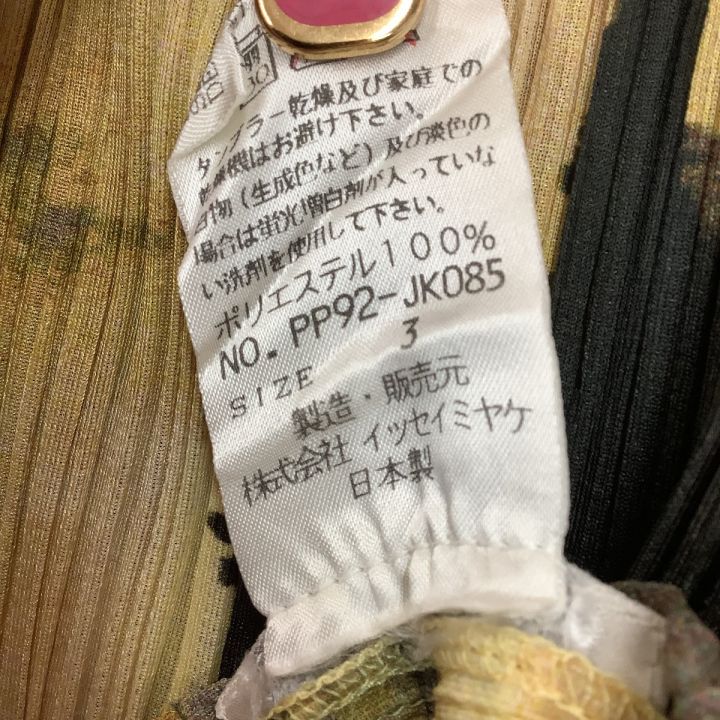 タンブラー乾燥及び家庭での
乾燥機はお避け下さい。
白物(生成色など)及び淡色の
場合は蛍光増白剤が入っていな
い洗剤を使用して下さい。
ポリエステル100%
NO. PP92-JK085
SIZE 3
製造・販売元
株式会社 イッセイミヤケ
日本製